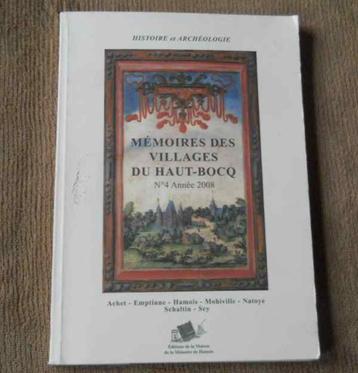 HISTOIRE et ARCHÉOLOGIE
MÉMOIRES DES
VILLAGES
DU HAUT-BOCQ
N°4 Année 2008
Achet - Emptinne - Hamois - Mohiville - Natoye
Schaltin - Scy
Éditions de la Maison
de la Mémoire de Hamois